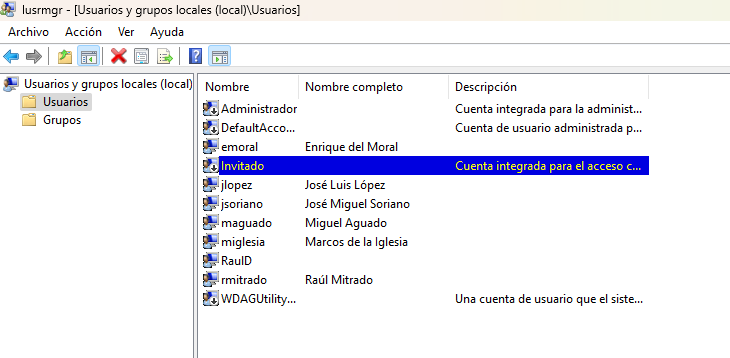 lusrmgr - [Usuarios y grupos locales (local)\Usuarios]
Archivo Acción Ver Ayuda
Usuarios y grupos locales (local)
Usuarios
Grupos
Nombre Nombre completo Descripción
Administrador Cuenta integrada para la administ...
DefaultAcco... Cuenta de usuario administrada p...
emoral Enrique del Moral
Invitado Cuenta integrada para el acceso c...
jlopez José Luis López
jsoriano José Miguel Soriano
maguado Miguel Aguado
miglesia Marcos de la Iglesia
RaulD
rmitrado Raúl Mitrado
WDAGUtility... Una cuenta de usuario que el siste...